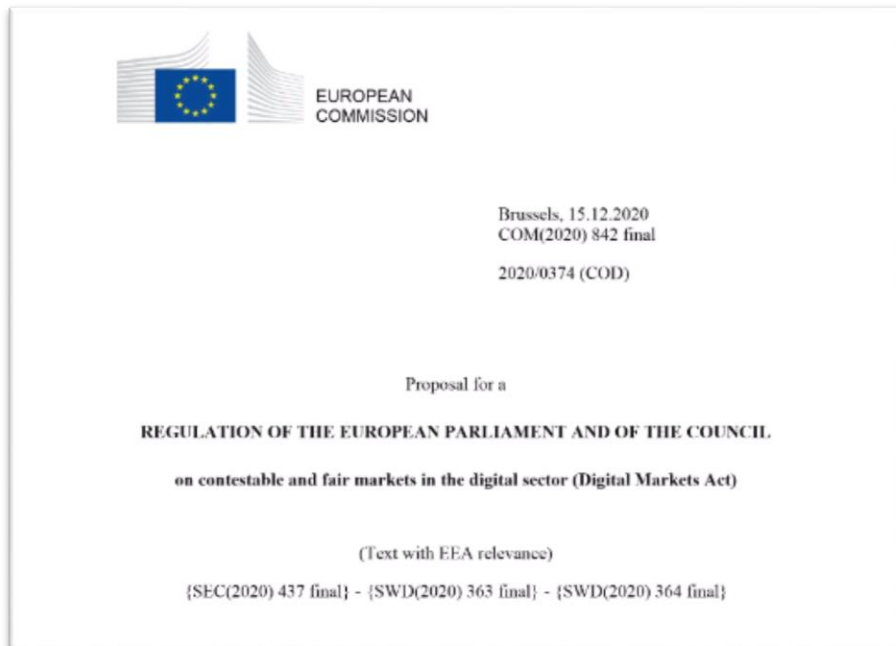 EUROPEAN
COMMISSION
Brussels, 15.12.2020
COM(2020) 842 final
2020/0374 (COD)
Proposal for a
REGULATION OF THE EUROPEAN PARLIAMENT AND OF THE COUNCIL
on contestable and fair markets in the digital sector (Digital Markets Act)
(Text with EEA relevance)
{SEC(2020) 437 final} - {SWD(2020) 363 final} - {SWD(2020) 364 final}